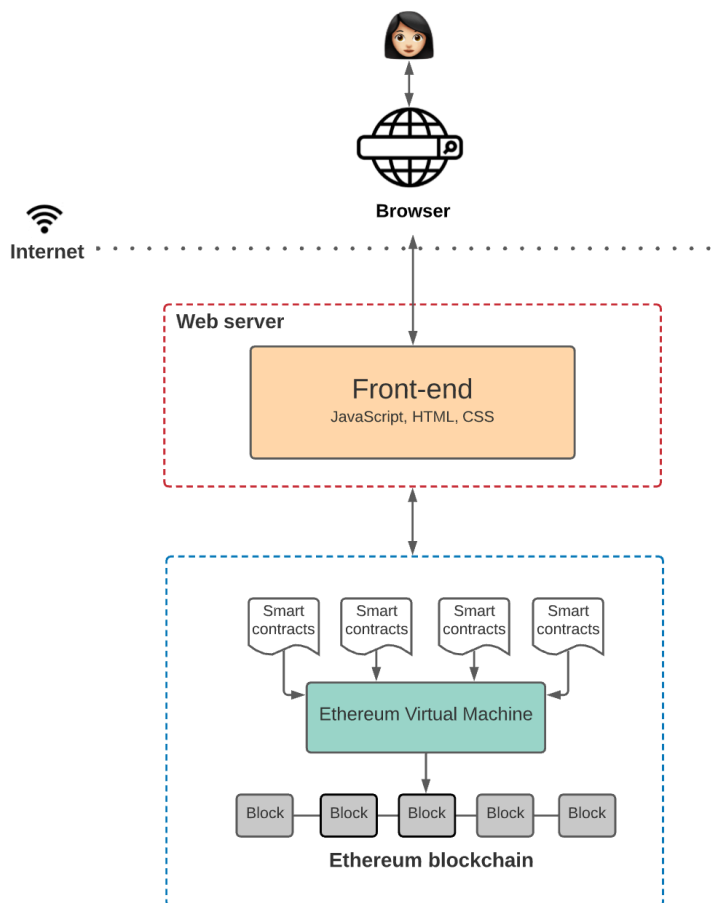 Browser
Internet
Web server
Front-end
JavaScript, HTML, CSS
Smart
contracts
Smart
contracts
Smart
contracts
Smart
contracts
Ethereum Virtual Machine
Block
Block
Block
Block
Block
Ethereum blockchain